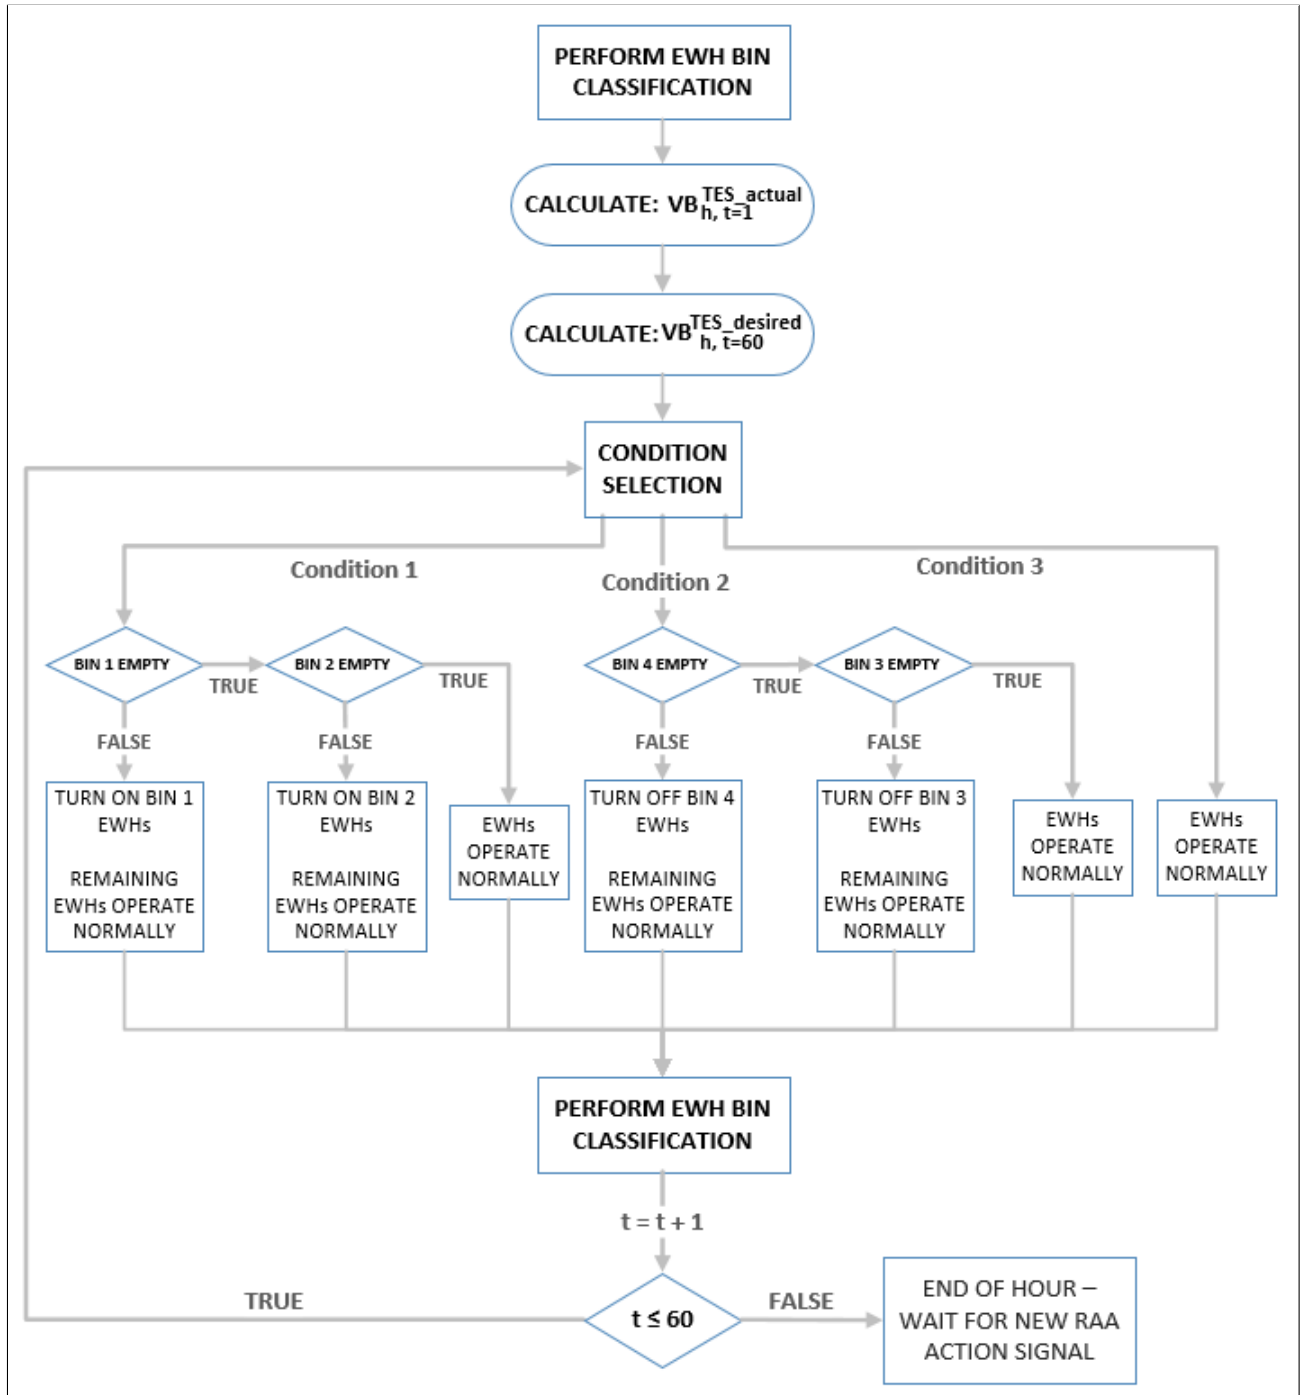 PERFORM EWH BIN
CLASSIFICATION
CALCULATE: VB TES_actual
h, t=1
CALCULATE: VB TES_desired
h, t=60
CONDITION
SELECTION
Condition 1
Condition 2
Condition 3
BIN 1 EMPTY
TRUE
BIN 2 EMPTY
TRUE
BIN 4 EMPTY
TRUE
BIN 3 EMPTY
TRUE
FALSE
FALSE
FALSE
FALSE
TURN ON BIN 1
EWHs
REMAINING
EWHs OPERATE
NORMALLY
TURN ON BIN 2
EWHs
REMAINING
EWHs OPERATE
NORMALLY
EWHs
OPERATE
NORMALLY
TURN OFF BIN 4
EWHs
REMAINING
EWHs OPERATE
NORMALLY
TURN OFF BIN 3
EWHs
REMAINING
EWHs OPERATE
NORMALLY
EWHs
OPERATE
NORMALLY
EWHs
OPERATE
NORMALLY
PERFORM EWH BIN
CLASSIFICATION
t = t + 1
TRUE
t ≤ 60
FALSE
END OF HOUR –
WAIT FOR NEW RAA
ACTION SIGNAL